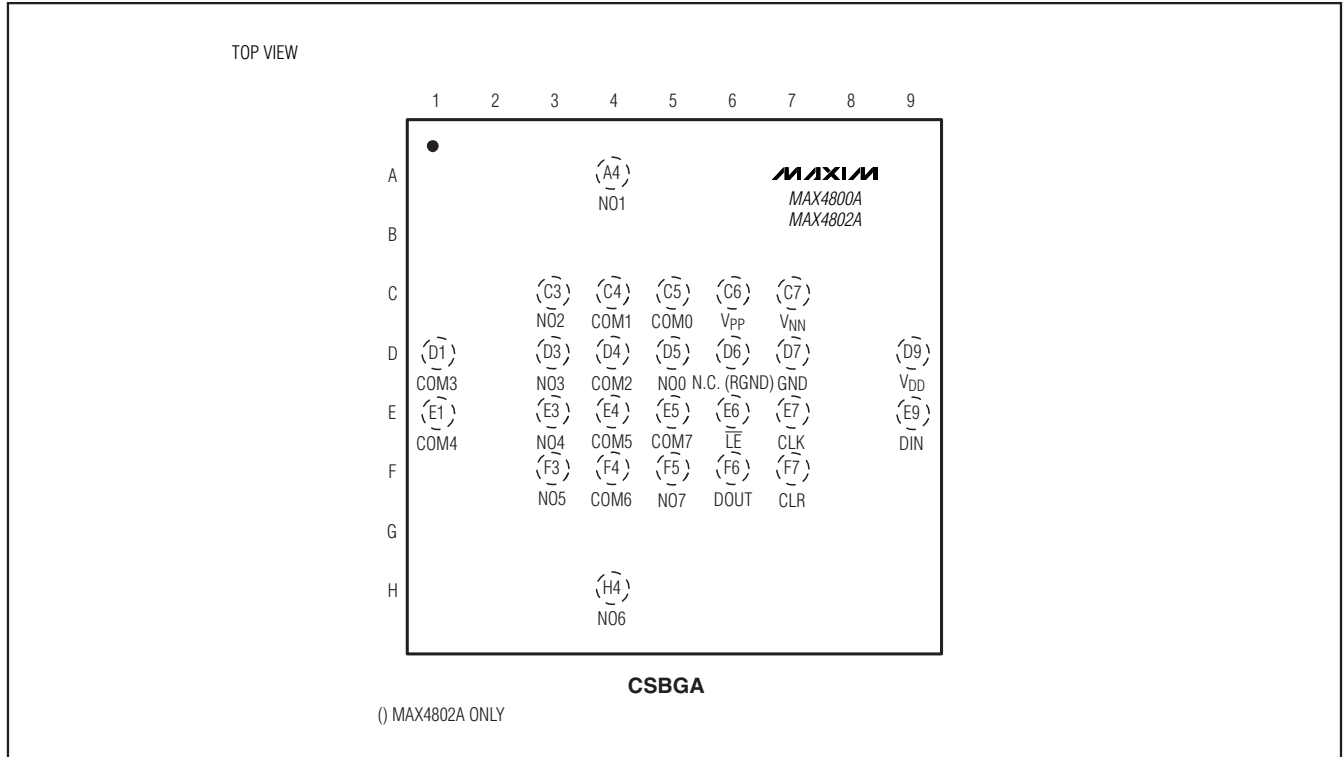 TOP VIEW
1 2 3 4 5 6 7 8 9
A A4 MAXIM
NO1 MAX4800A
MAX4802A
B
C C3 C4 C5 C6 C7
NO2 COM1 COM0 VPP VNN
D D1 D3 D4 D5 D6 D7 D9
COM3 NO3 COM2 NO0 N.C. (RGND) GND VDD
E E1 E3 E4 E5 E6 E7 E9
COM4 NO4 COM5 COM7 L̅E̅ CLK DIN
F F3 F4 F5 F6 F7
NO5 COM6 NO7 DOUT CLR
G
H H4
NO6
CSBGA
() MAX4802A ONLY